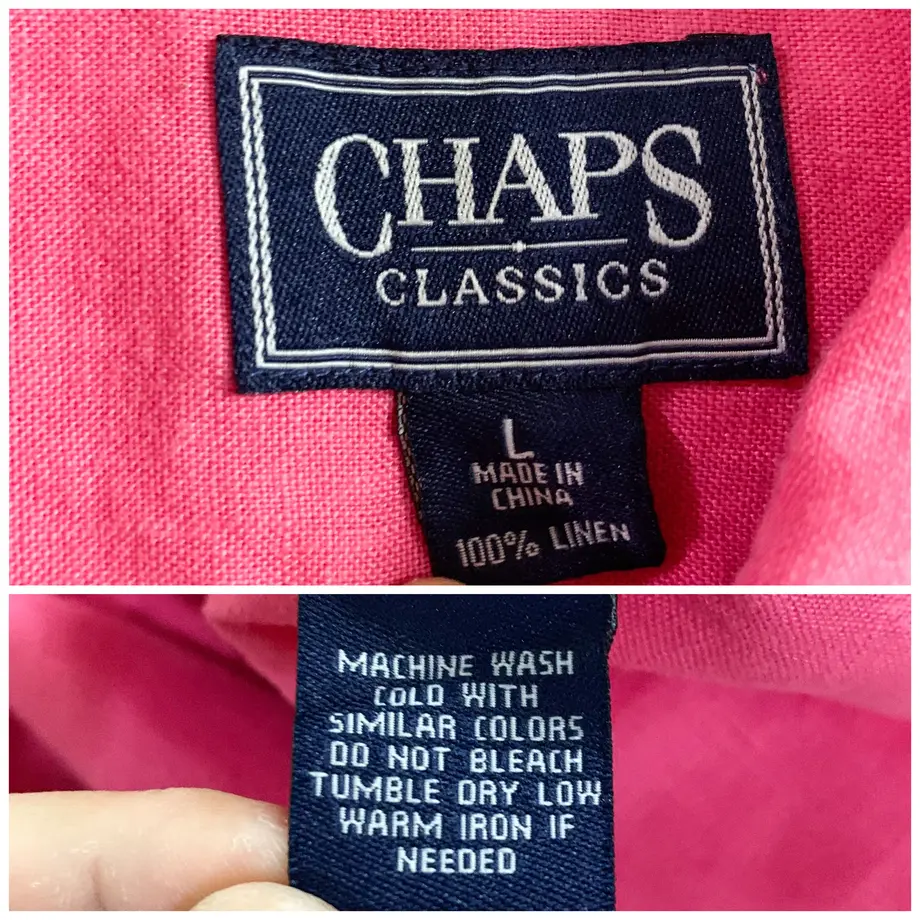 CHAPS
CLASSICS
L
MADE IN
CHINA
100% LINEN
MACHINE WASH
COLD WITH
SIMILAR COLORS
DO NOT BLEACH
TUMBLE DRY LOW
WARM IRON IF
NEEDED